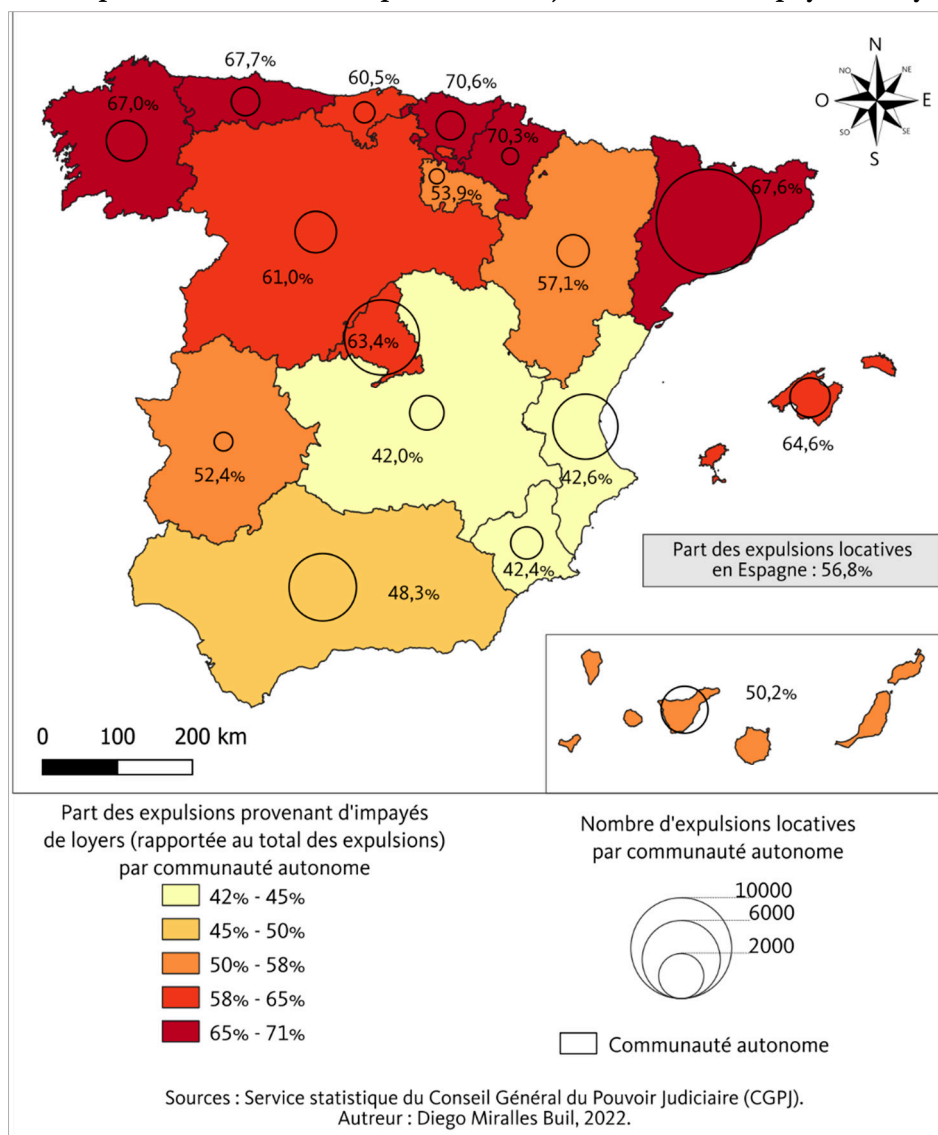 67,7%
60,5%
70,6%
N
NO
NE
O
E
SO
SE
S
67,0%
70,3%
53,9%
67,6%
61,0%
57,1%
63,4%
64,6%
52,4%
42,0%
42,6%
Part des expulsions locatives
en Espagne : 56,8%
42,4%
48,3%
50,2%
0 100 200 km
Part des expulsions provenant d'impayés
de loyers (rapportée au total des expulsions)
par communauté autonome
42% - 45%
45% - 50%
50% - 58%
58% - 65%
65% - 71%
Nombre d'expulsions locatives
par communauté autonome
10000
6000
2000
Communauté autonome
Sources : Service statistique du Conseil Général du Pouvoir Judiciaire (CGPJ).
Autreur : Diego Miralles Buil, 2022.